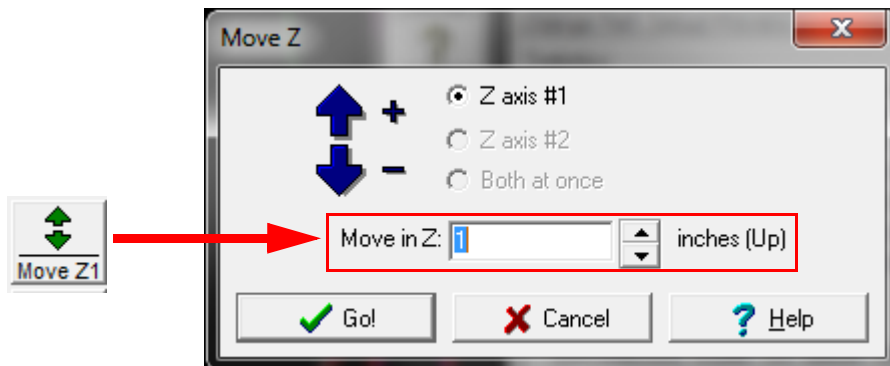 Move Z
Z axis #1
Z axis #2
Both at once
Move in Z: 1 inches (Up)
Move Z1
Go! Cancel Help